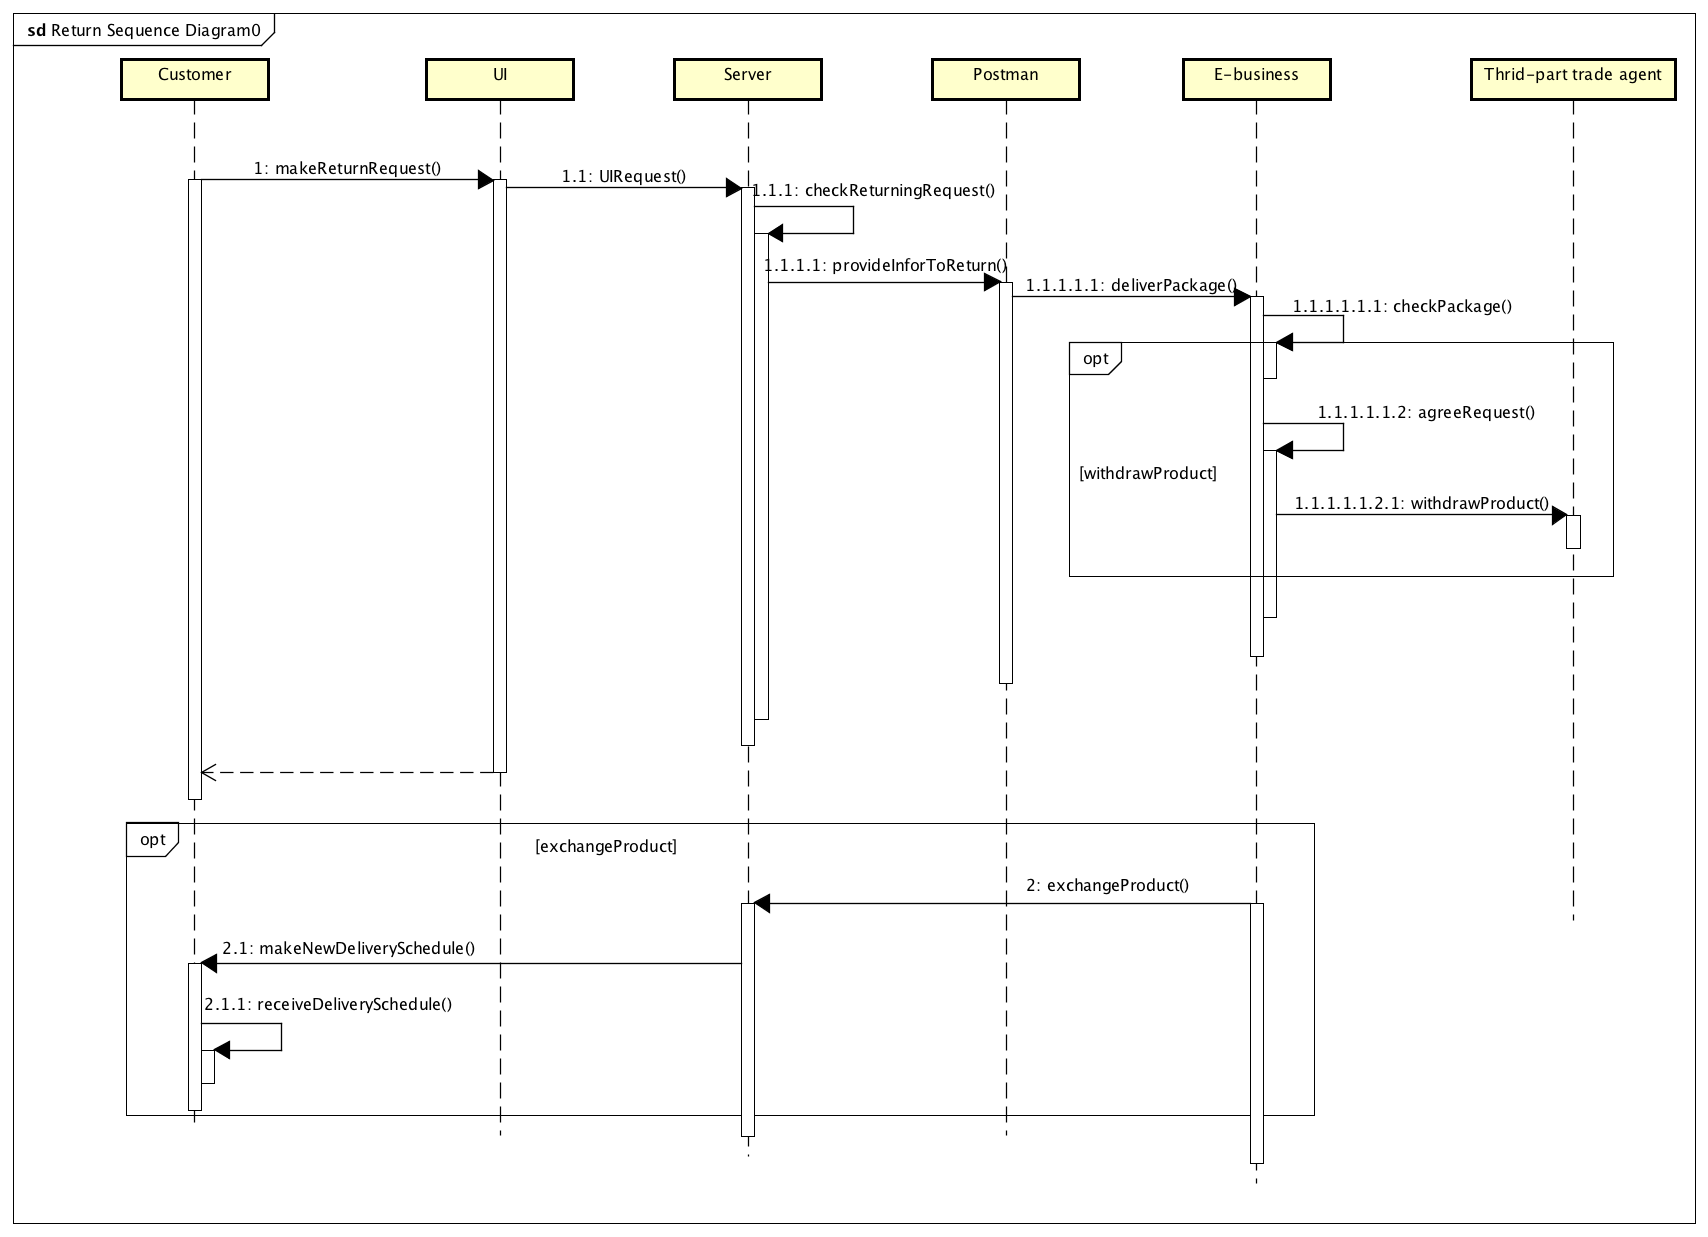 sd Return Sequence Diagram0
Customer
UI
Server
Postman
E-business
Thrid-part trade agent
1: makeReturnRequest()
1.1: UIRequest()
1.1.1: checkReturningRequest()
1.1.1.1: provideInforToReturn()
1.1.1.1.1: deliverPackage()
1.1.1.1.1.1: checkPackage()
opt
1.1.1.1.1.2: agreeRequest()
[withdrawProduct]
1.1.1.1.1.2.1: withdrawProduct()
opt
[exchangeProduct]
2: exchangeProduct()
2.1: makeNewDeliverySchedule()
2.1.1: receiveDeliverySchedule()